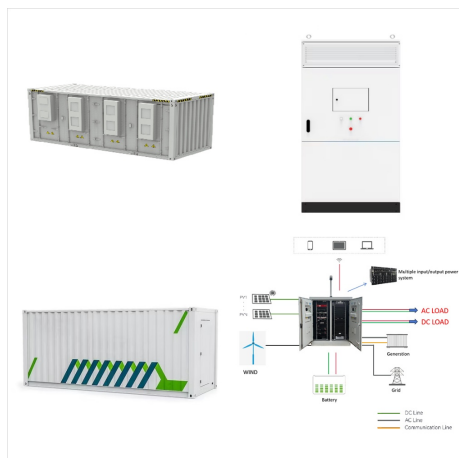 Multiple input/output power
system
PV1
AC LOAD
DC LOAD
WIND
Generation
Battery
Grid
DC Line
AC Line
Communication Line